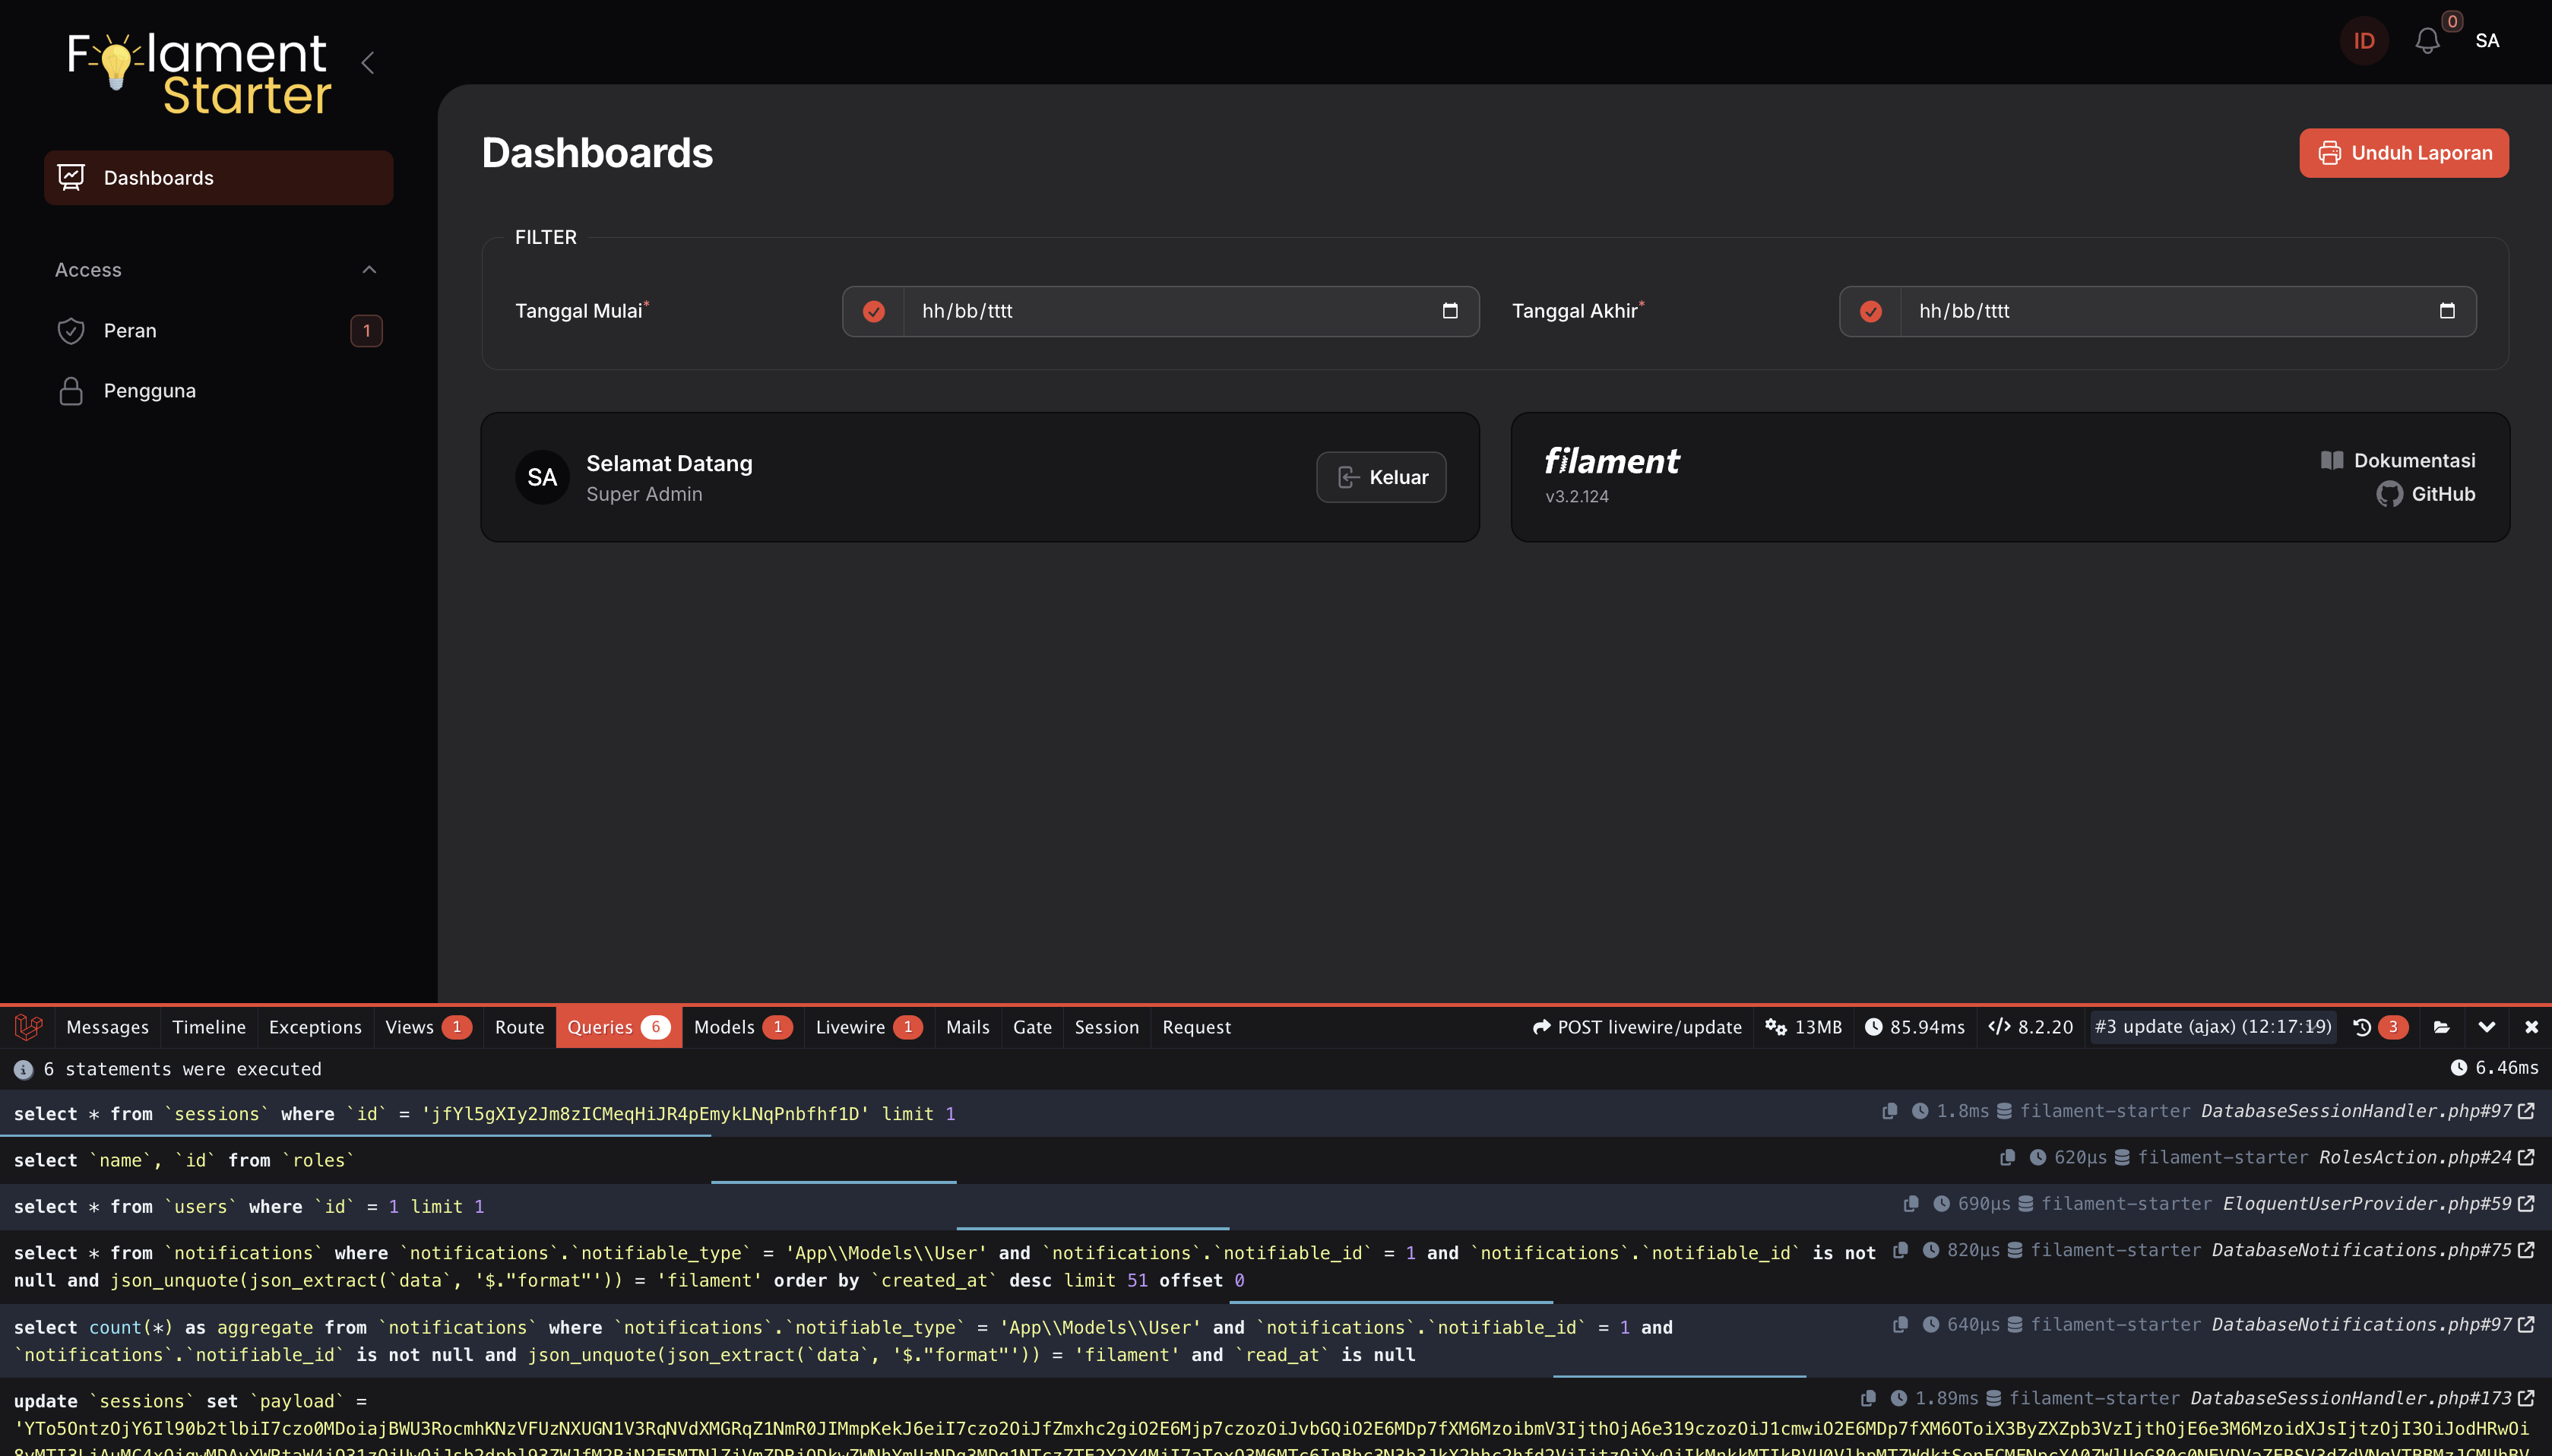 Filament
Starter
ID
0
SA
Dashboards
Dashboards
Unduh Laporan
Access
Peran
1
Pengguna
FILTER
Tanggal Mulai*
hh/bb/tttt
Tanggal Akhir*
hh/bb/tttt
SA
Selamat Datang
Super Admin
Keluar
filament
v3.2.124
Dokumentasi
GitHub
Messages Timeline Exceptions Views 1 Route Queries 6 Models 1 Livewire 1 Mails Gate Session Request POST livewire/update 13MB 85.94ms 8.2.20 #3 update (ajax) (12:17:19) 3
6 statements were executed 6.46ms
select * from `sessions` where `id` = 'jfYl5gXIy2Jm8zICMeqHiJR4pEmykLNqPnbfhf1D' limit 1 1.8ms filament-starter DatabaseSessionHandler.php#97
select `name`, `id` from `roles` 620μs filament-starter RolesAction.php#24
select * from `users` where `id` = 1 limit 1 690μs filament-starter EloquentUserProvider.php#59
select * from `notifications` where `notifications`.`notifiable_type` = 'App\\Models\\User' and `notifications`.`notifiable_id` = 1 and `notifications`.`notifiable_id` is not 820μs filament-starter DatabaseNotifications.php#75
null and json_unquote(json_extract(`data`, '$."format"')) = 'filament' order by `created_at` desc limit 51 offset 0
select count(*) as aggregate from `notifications` where `notifications`.`notifiable_type` = 'App\\Models\\User' and `notifications`.`notifiable_id` = 1 and 640μs filament-starter DatabaseNotifications.php#97
`notifications`.`notifiable_id` is not null and json_unquote(json_extract(`data`, '$."format"')) = 'filament' and `read_at` is null
update `sessions` set `payload` = 1.89ms filament-starter DatabaseSessionHandler.php#173